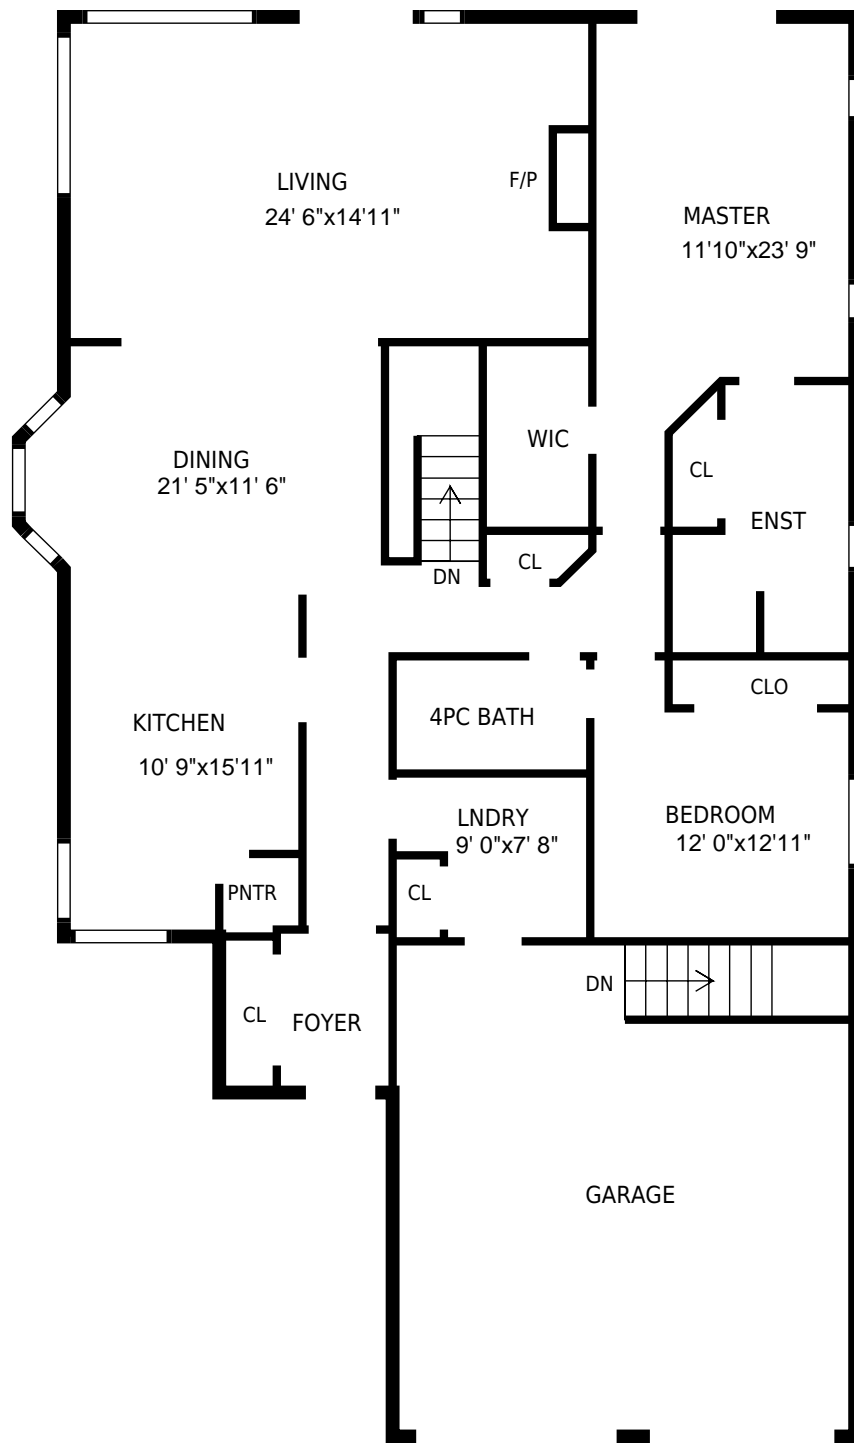 LIVING
24' 6"x14'11"
F/P
MASTER
11'10"x23' 9"
WIC
DINING
21' 5"x11' 6"
CL
ENST
CL
DN
CLO
4PC BATH
KITCHEN
10' 9"x15'11"
LNDRY
9' 0"x7' 8"
BEDROOM
12' 0"x12'11"
PNTR
CL
DN
CL
FOYER
GARAGE